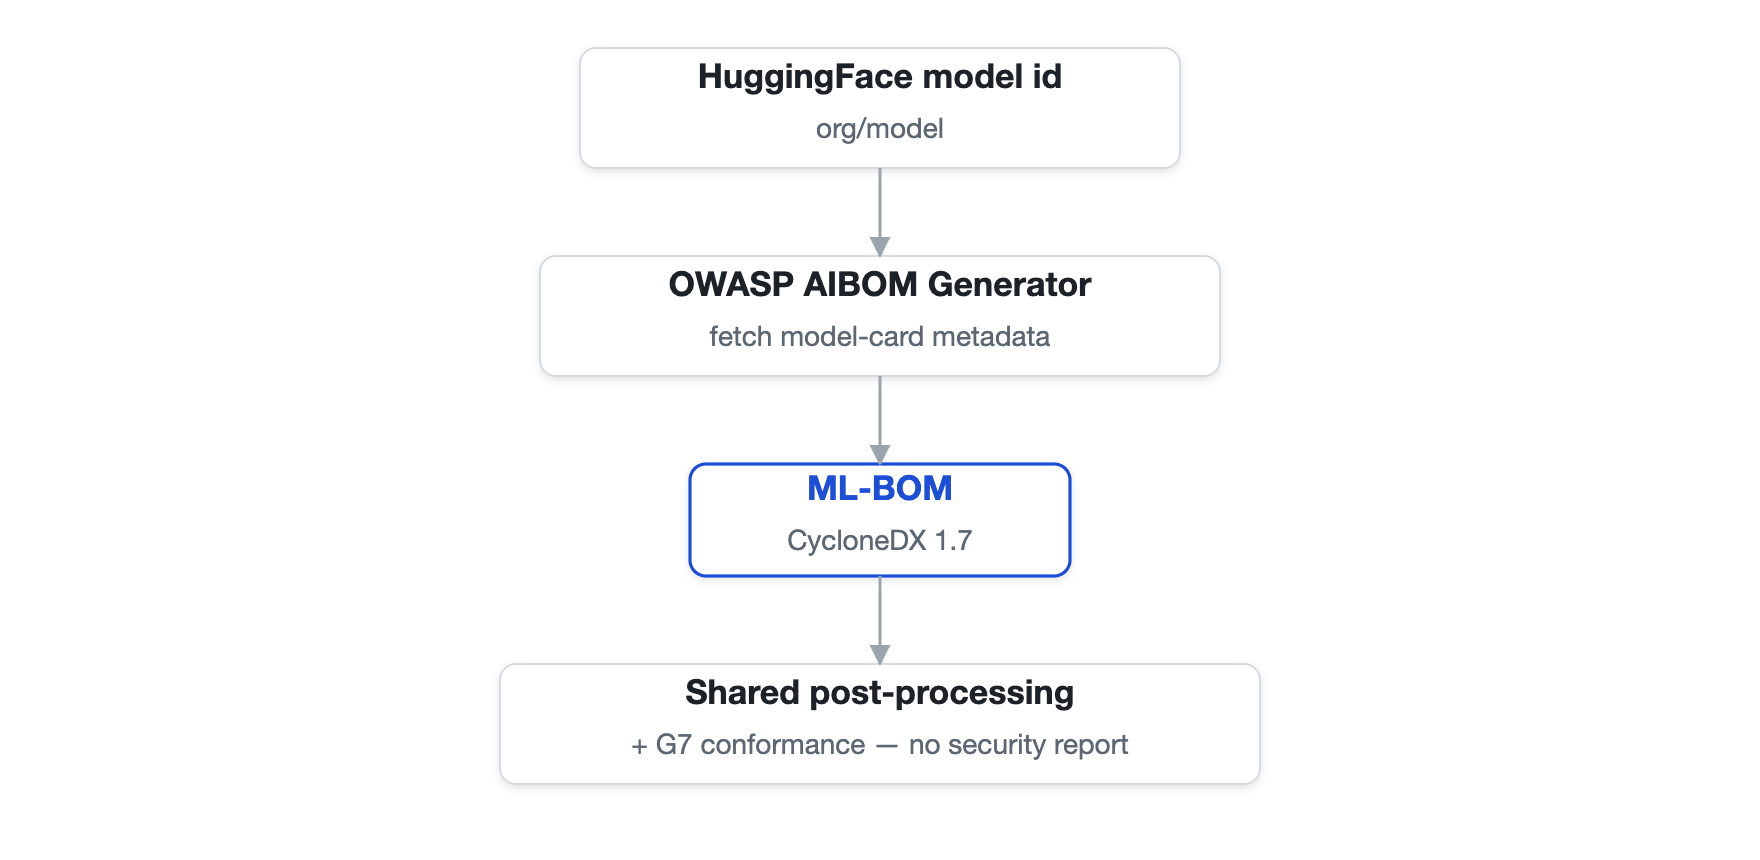 HuggingFace model id
org/model
OWASP AIBOM Generator
fetch model-card metadata
ML-BOM
CycloneDX 1.7
Shared post-processing
+ G7 conformance — no security report